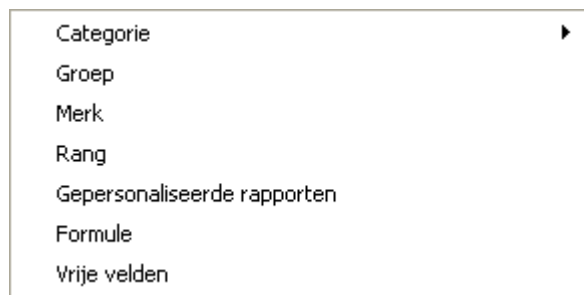 Categorie
Groep
Merk
Rang
Gepersonaliseerde rapporten
Formule
Vrije velden